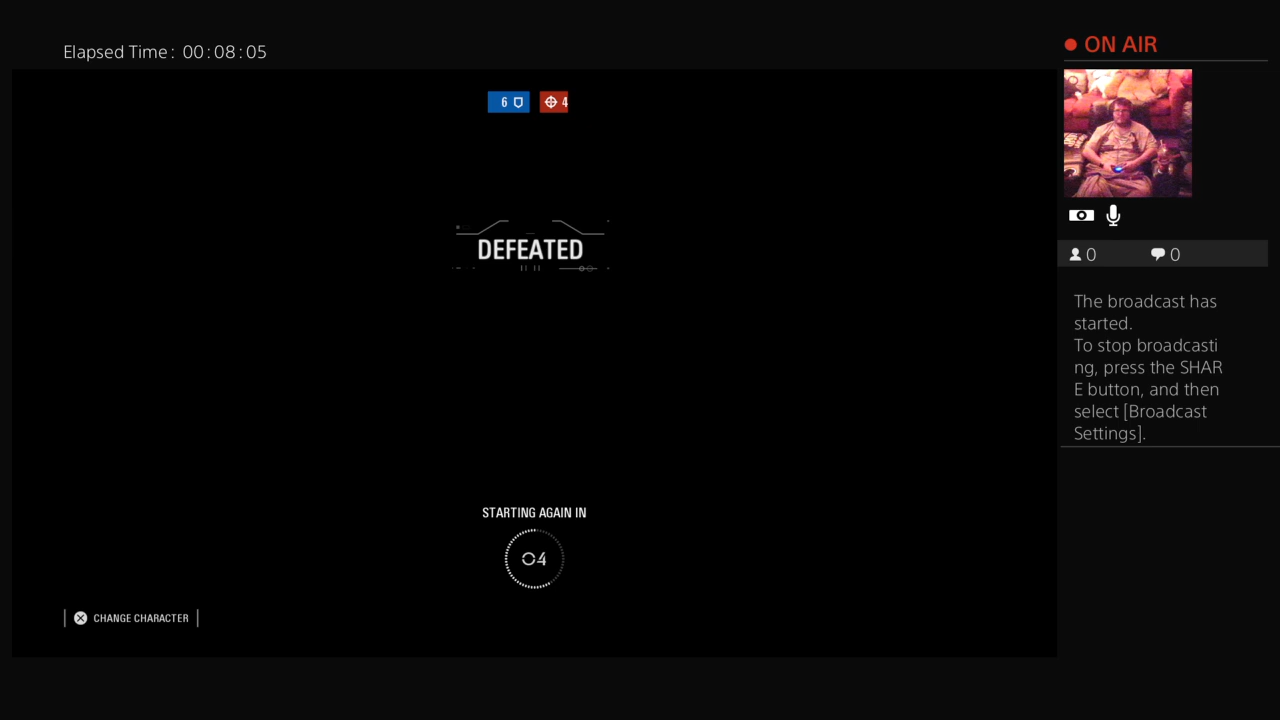 Elapsed Time: 00:08:05
ON AIR
6
4
DEFEATED
0
0
The broadcast has
started.
To stop broadcasti
ng, press the SHAR
E button, and then
select [Broadcast
Settings].
STARTING AGAIN IN
04
CHANGE CHARACTER